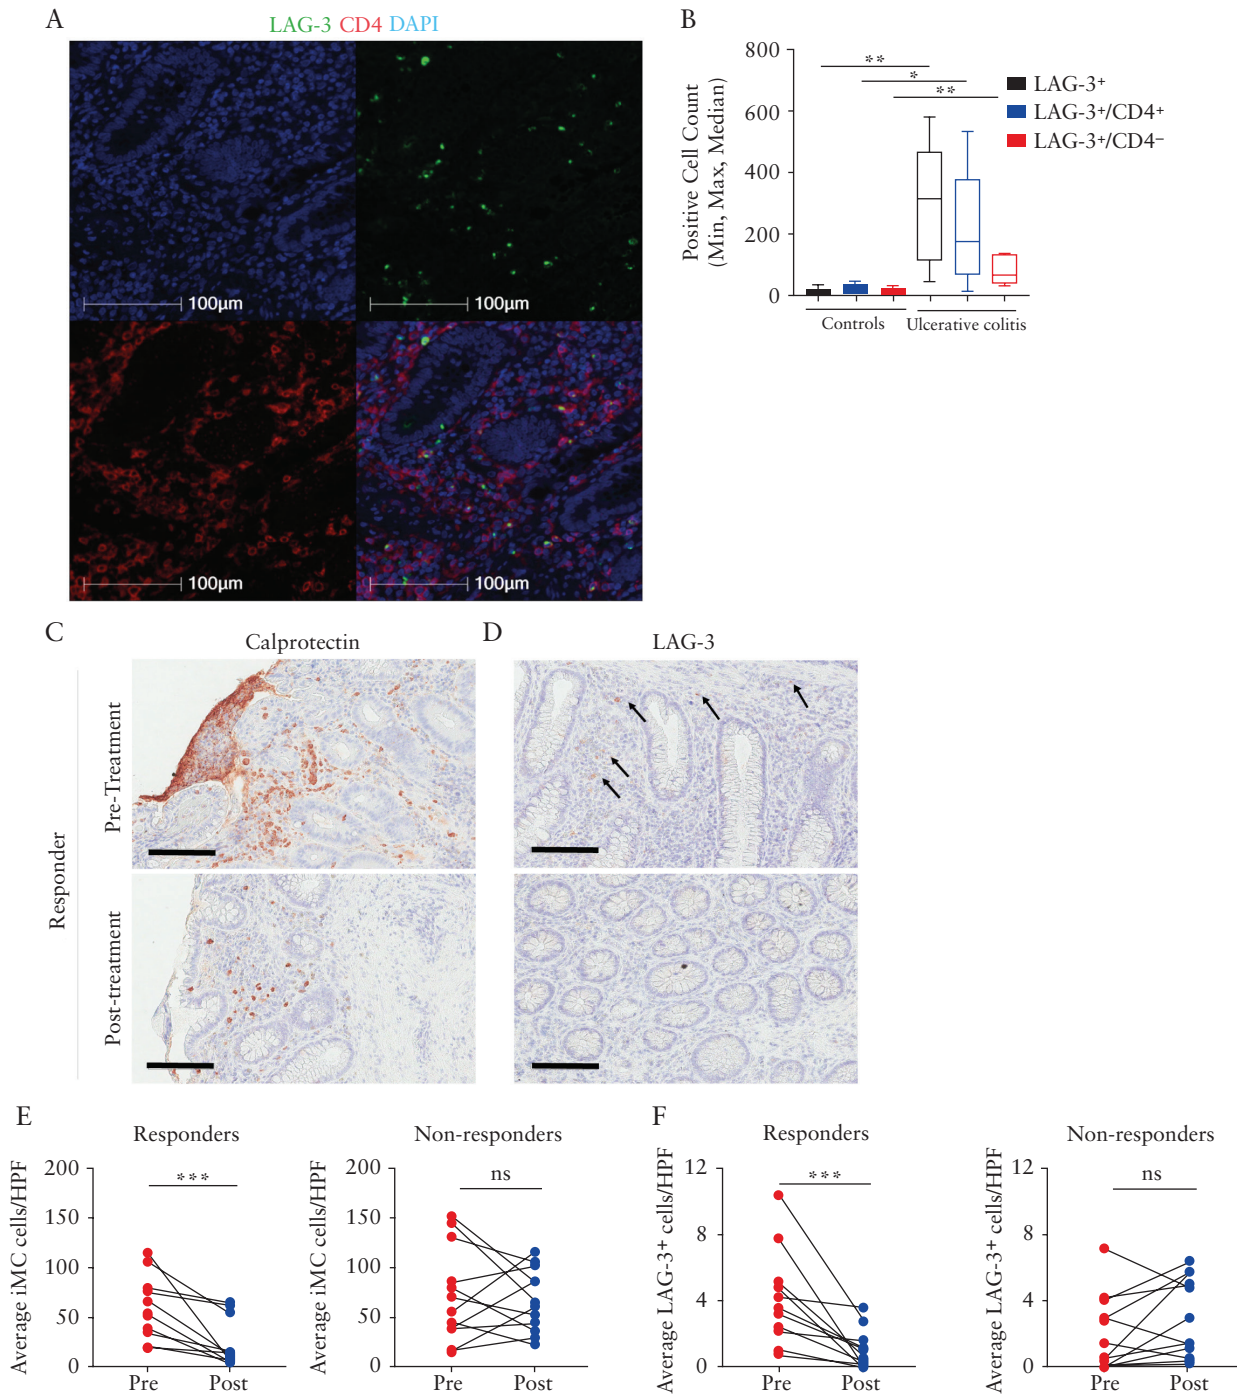 A
LAG-3 CD4 DAPI
100µm
100µm
100µm
100µm
B
Positive Cell Count
(Min, Max, Median)
800
600
400
200
0
**
*
**
LAG-3⁺
LAG-3⁺/CD4⁺
LAG-3⁺/CD4⁻
Controls
Ulcerative colitis
C
Calprotectin
D
LAG-3
Responder
Pre-Treatment
Post-treatment
E
Responders
Average iMC cells/HPF
200
150
100
50
0
***
Pre
Post
Non-responders
Average iMC cells/HPF
200
150
100
50
0
ns
Pre
Post
F
Responders
Average LAG-3⁺ cells/HPF
12
8
4
0
***
Pre
Post
Non-responders
Average LAG-3⁺ cells/HPF
12
8
4
0
ns
Pre
Post